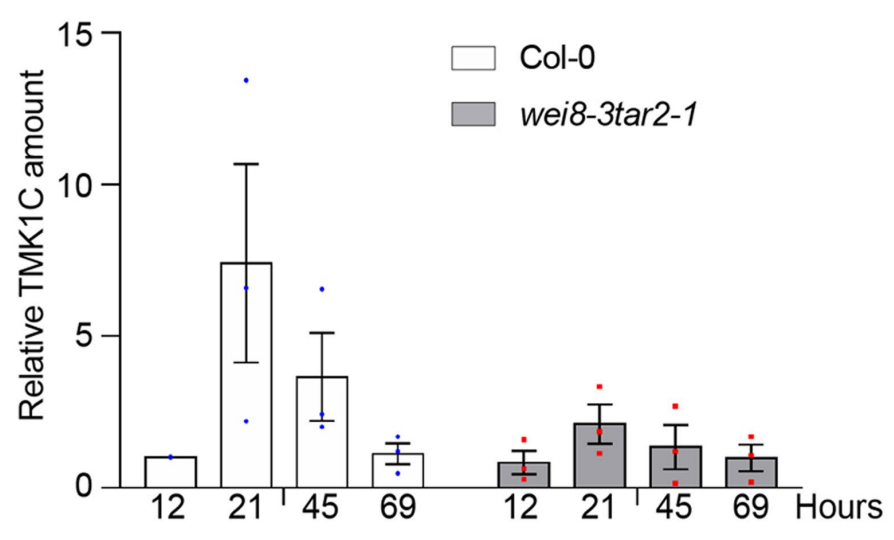 Relative TMK1C amount
15
10
5
0
Col-0
wei8-3tar2-1
12 21 45 69 12 21 45 69 Hours